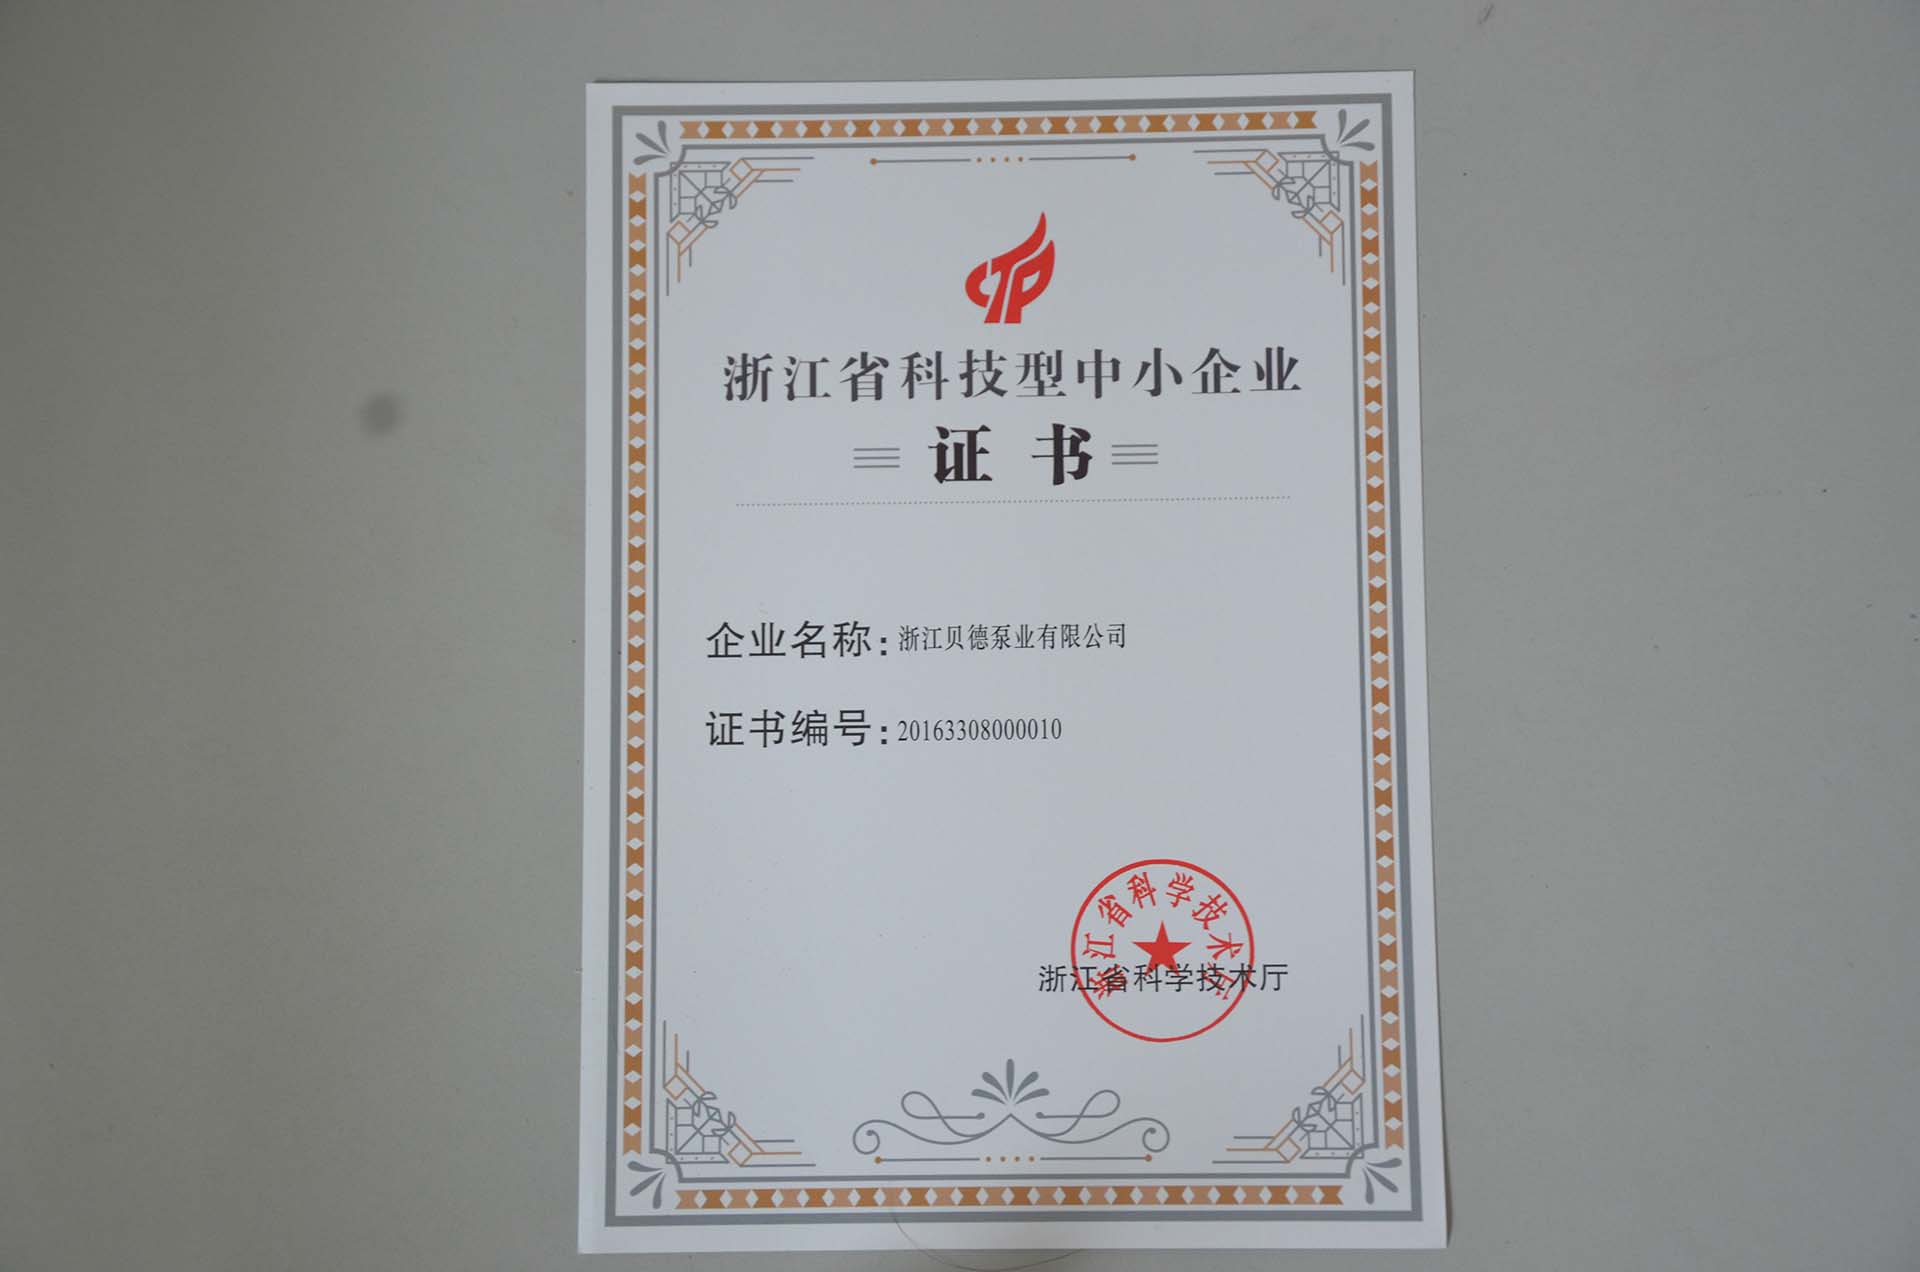 CTP
浙江省科技型中小企业
证书
企业名称：浙江贝德泵业有限公司
证书编号：20163308000010
浙江省科学技术厅
浙江省科学技术厅